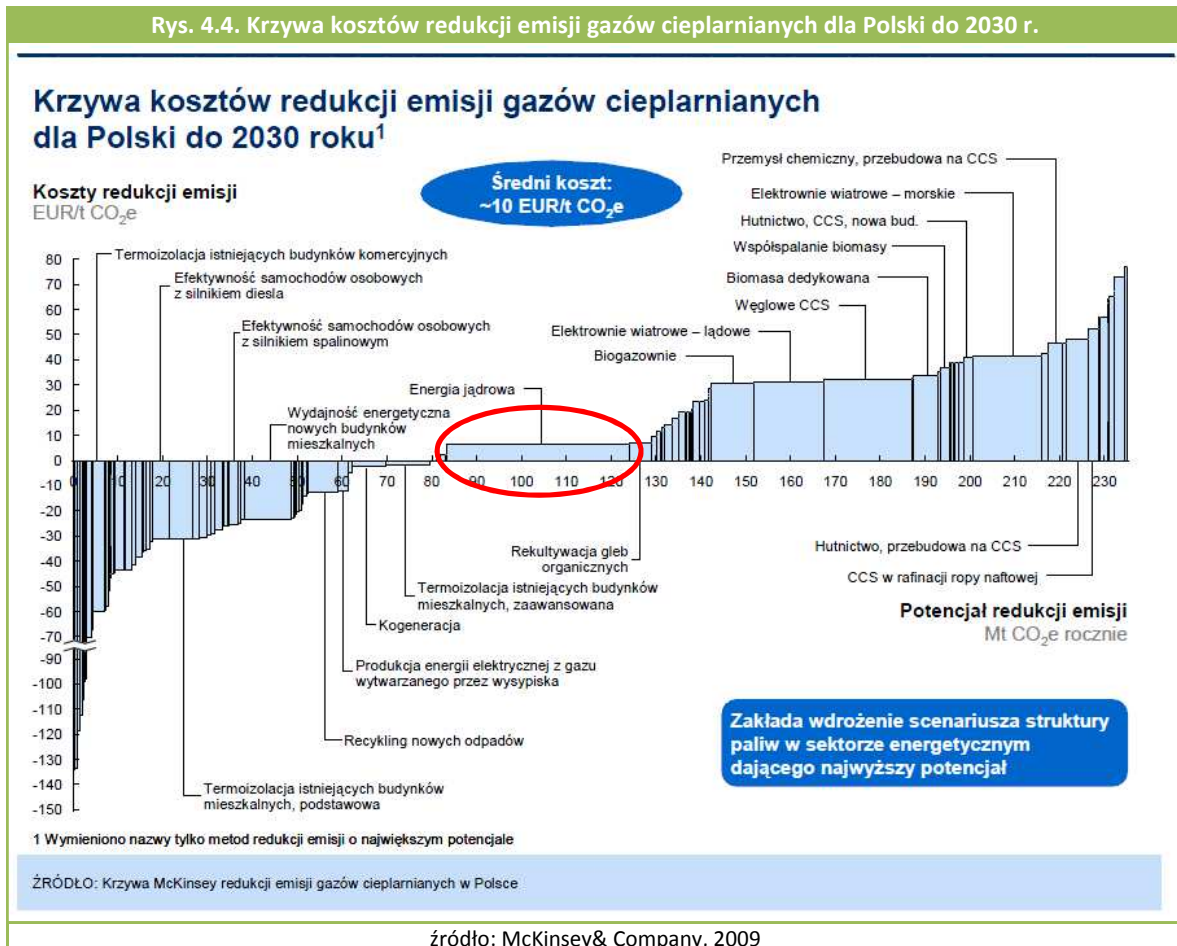 Rys. 4.4. Krzywa kosztów redukcji emisji gazów cieplarnianych dla Polski do 2030 r.
Krzywa kosztów redukcji emisji gazów cieplarnianych
dla Polski do 2030 roku¹
Koszty redukcji emisji
EUR/t CO₂e
Średni koszt:
~10 EUR/t CO₂e
Przemysł chemiczny, przebudowa na CCS
Elektrownie wiatrowe – morskie
Hutnictwo, CCS, nowa bud.
Współspalanie biomasy
Biomasa dedykowana
Węglowe CCS
Elektrownie wiatrowe – lądowe
Biogazownie
Termoizolacja istniejących budynków komercyjnych
Efektywność samochodów osobowych
z silnikiem diesla
Efektywność samochodów osobowych
z silnikiem spalinowym
Energia jądrowa
Wydajność energetyczna
nowych budynków
mieszkalnych
80
70
60
50
40
30
20
10
0
-10
-20
-30
-40
-50
-60
-70
-90
-100
-110
-120
-130
-140
-150
0 10 20 30 40 50 60 70 80 90 100 110 120 130 140 150 160 170 180 190 200 210 220 230
Rekultywacja gleb
organicznych
Hutnictwo, przebudowa na CCS
CCS w rafinacji ropy naftowej
Termoizolacja istniejących budynków
mieszkalnych, zaawansowana
Kogeneracja
Potencjał redukcji emisji
Mt CO₂e rocznie
Produkcja energii elektrycznej z gazu
wytwarzanego przez wysypiska
Recykling nowych odpadów
Termoizolacja istniejących budynków
mieszkalnych, podstawowa
Zakłada wdrożenie scenariusza struktury
paliw w sektorze energetycznym
dającego najwyższy potencjał
1 Wymieniono nazwy tylko metod redukcji emisji o największym potencjale
ŹRÓDŁO: Krzywa McKinsey redukcji emisji gazów cieplarnianych w Polsce
źródło: McKinsey& Company, 2009